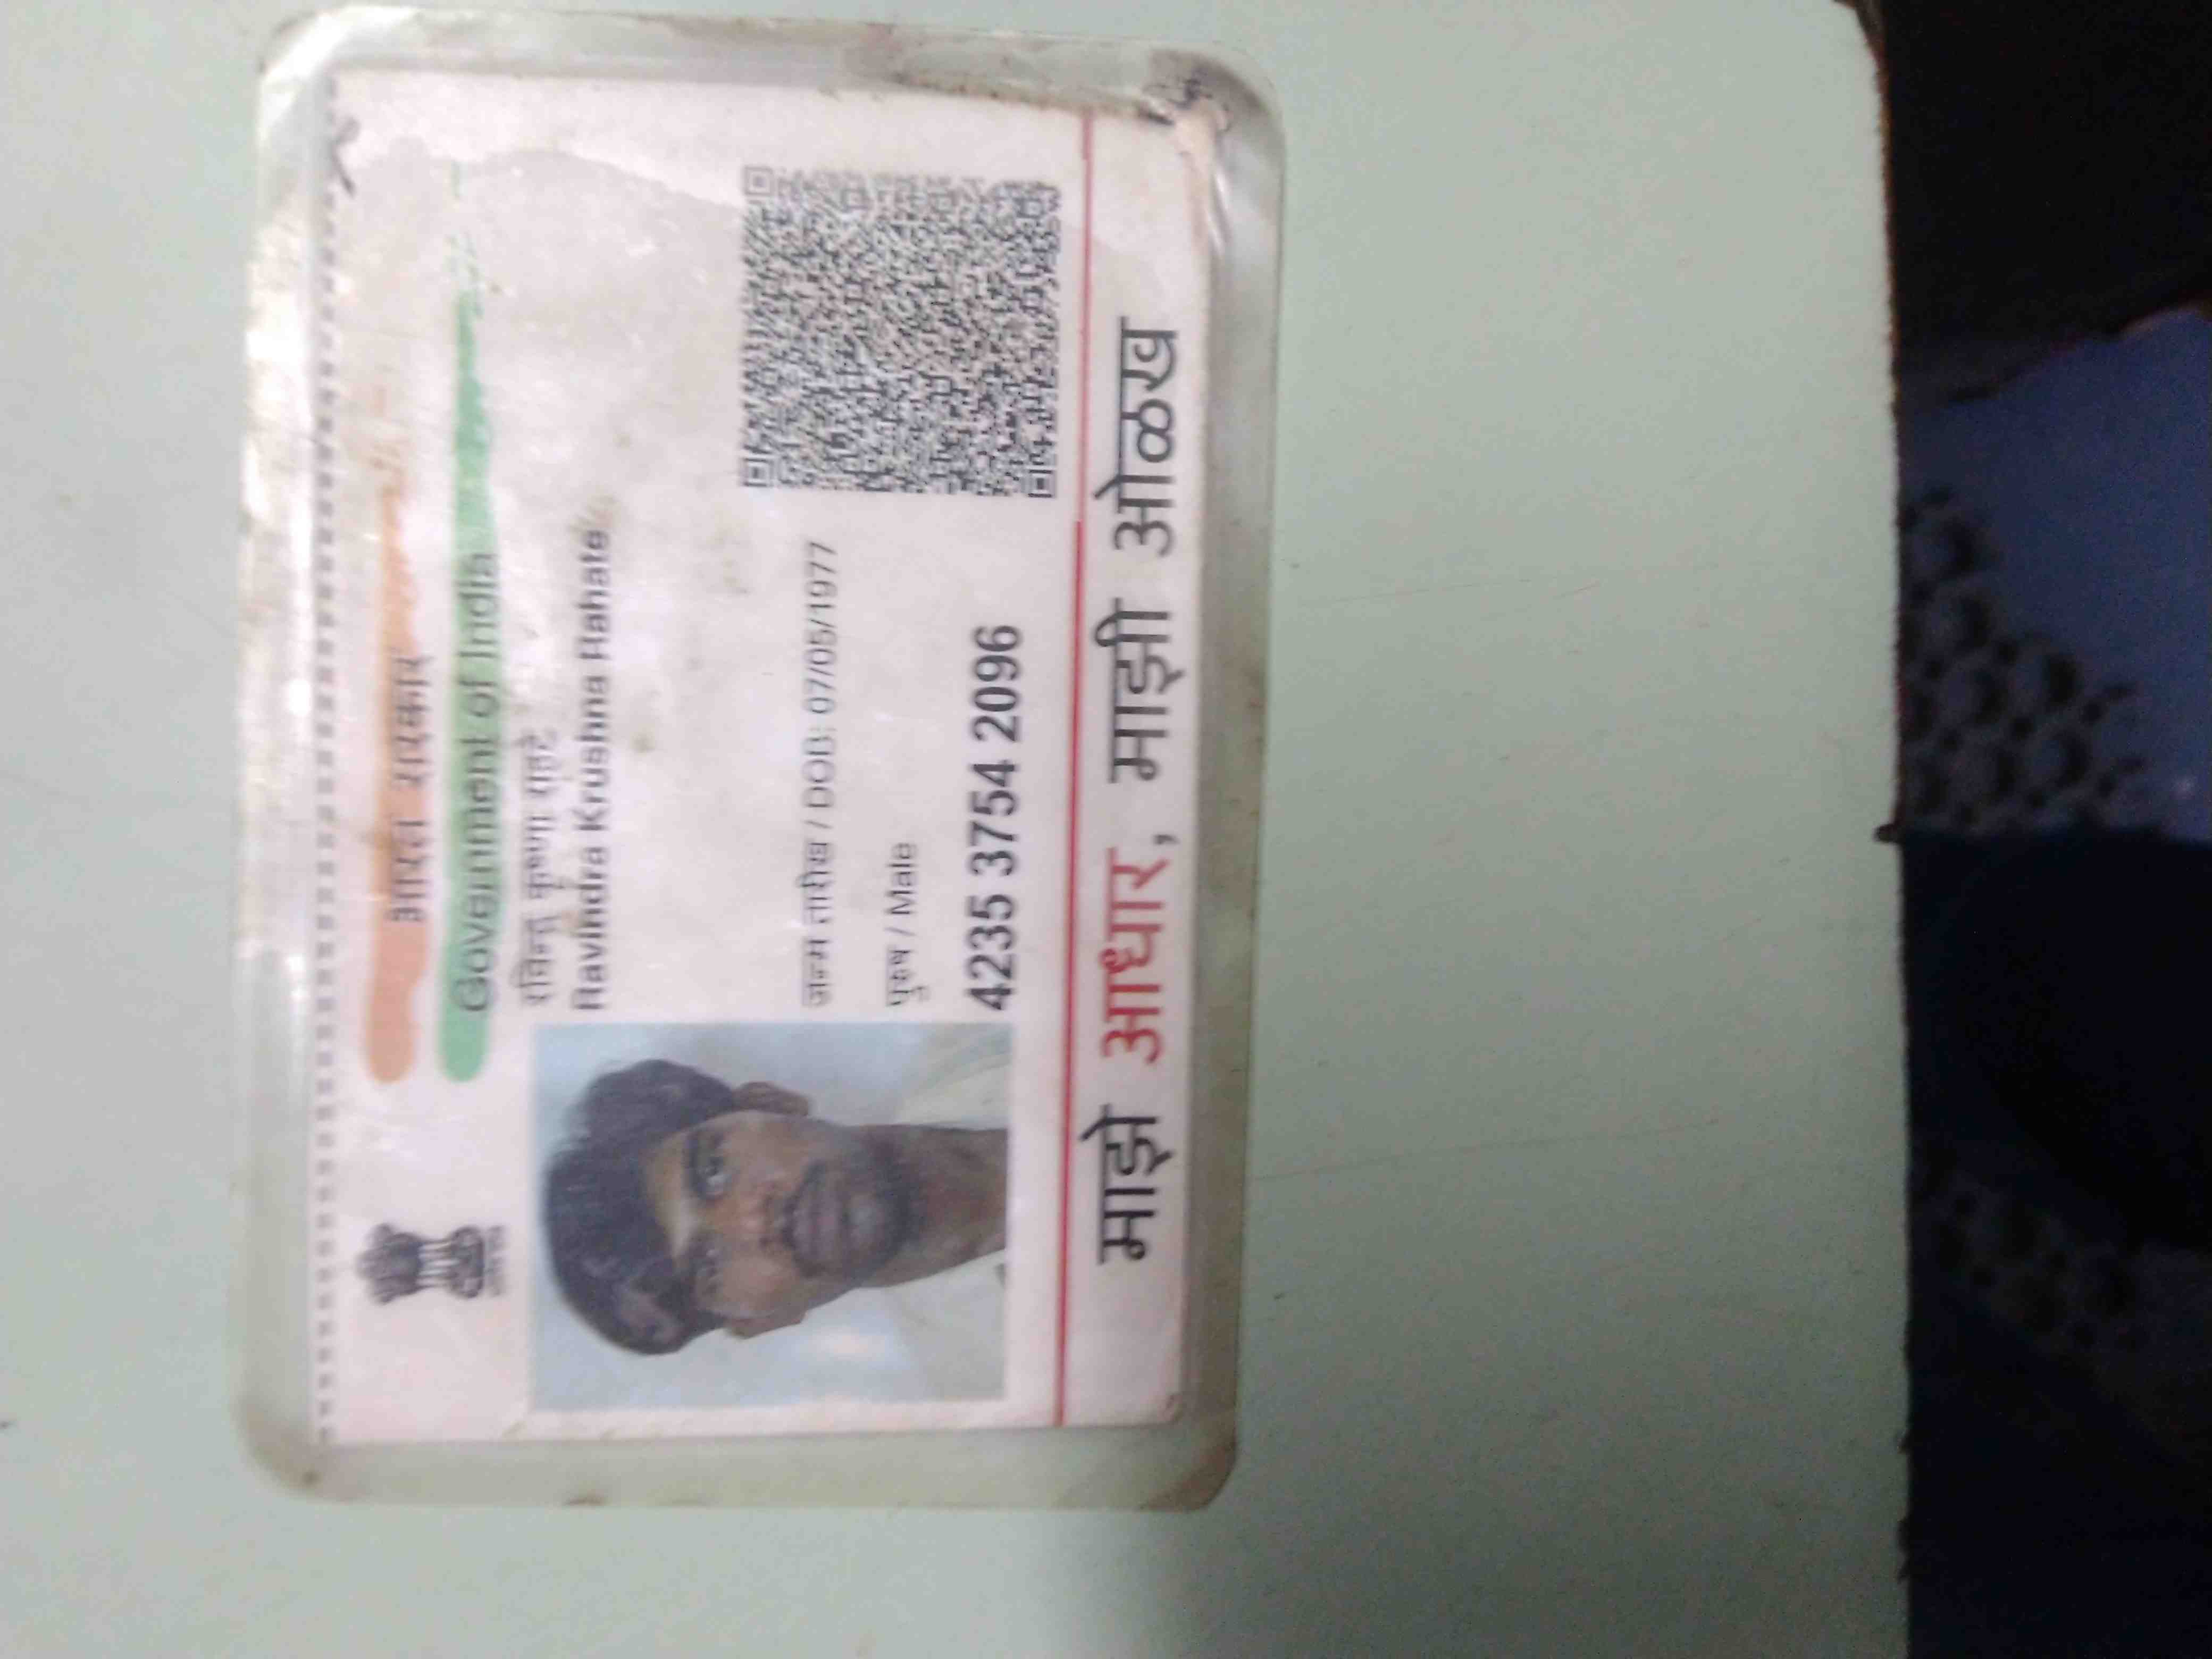 भारत सरकार
Government of India
रविन्द्र कृष्णा राहाटे
Ravindra Krushna Rahate
जन्म तारीख / DOB: 07/05/1977
पुरुष / Male
4235 3754 2096
माझे आधार, माझी ओळख